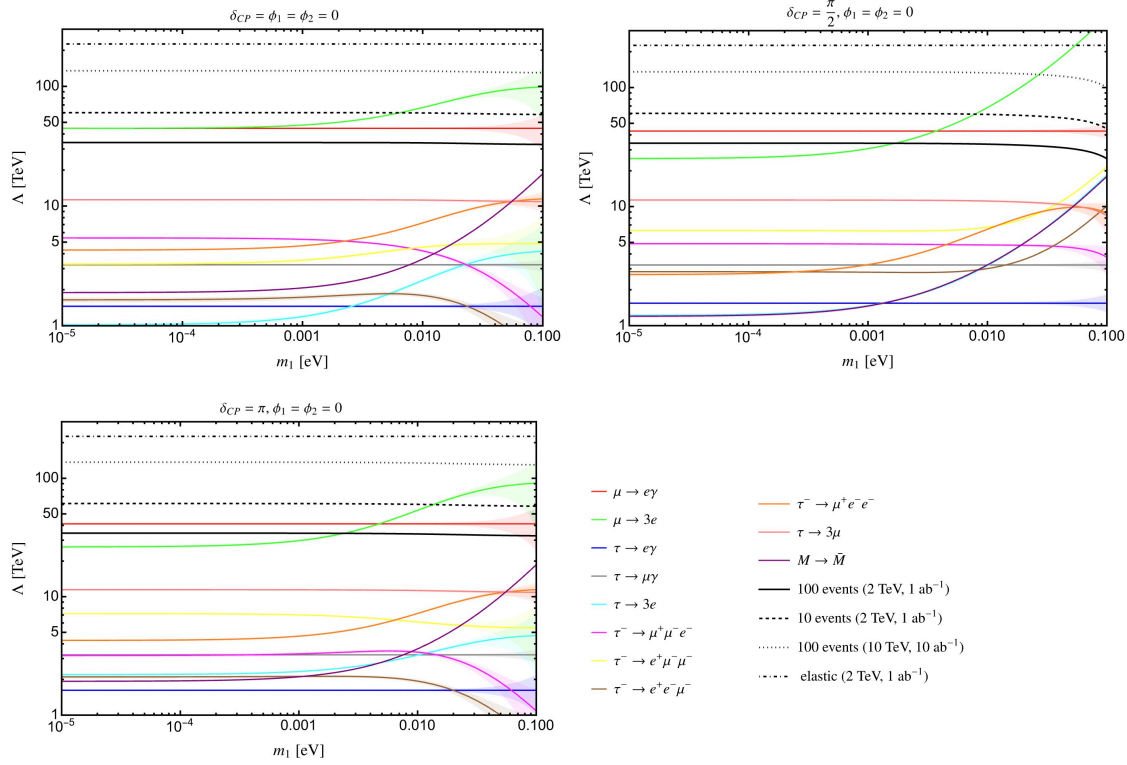 δ_CP = ϕ₁ = ϕ₂ = 0
100
50
10
5
1
Λ [TeV]
10⁻⁵ 10⁻⁴ 0.001 0.010 0.100
m₁ [eV]
δ_CP = π/2, ϕ₁ = ϕ₂ = 0
100
50
10
5
1
Λ [TeV]
10⁻⁵ 10⁻⁴ 0.001 0.010 0.100
m₁ [eV]
δ_CP = π, ϕ₁ = ϕ₂ = 0
100
50
10
5
1
Λ [TeV]
10⁻⁵ 10⁻⁴ 0.001 0.010 0.100
m₁ [eV]
μ → eγ
μ → 3e
τ → eγ
τ → μγ
τ → 3e
τ⁻ → μ⁺μ⁻e⁻
τ⁻ → e⁺μ⁻μ⁻
τ⁻ → e⁺e⁻μ⁻
τ⁻ → μ⁺e⁻e⁻
τ → 3μ
M → M̄
100 events (2 TeV, 1 ab⁻¹)
10 events (2 TeV, 1 ab⁻¹)
100 events (10 TeV, 10 ab⁻¹)
elastic (2 TeV, 1 ab⁻¹)